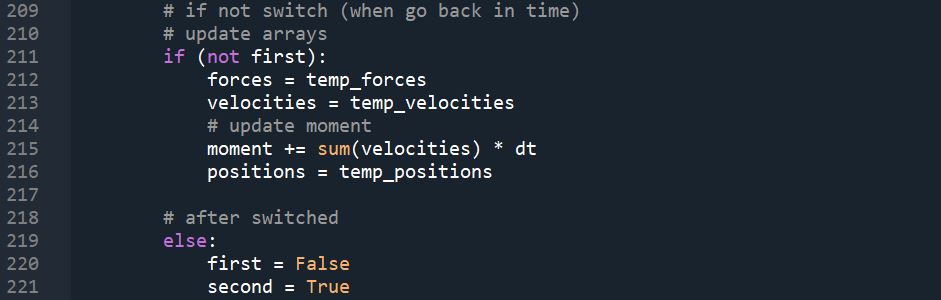 209 # if not switch (when go back in time)
210 # update arrays
211 if (not first):
212 forces = temp_forces
213 velocities = temp_velocities
214 # update moment
215 moment += sum(velocities) * dt
216 positions = temp_positions
217
218 # after switched
219 else:
220 first = False
221 second = True